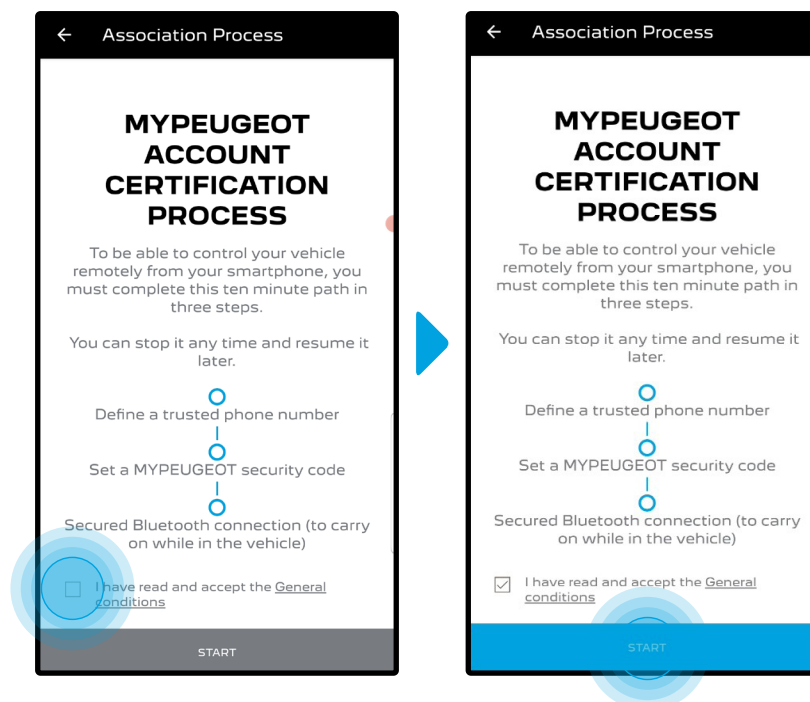 Association Process
MYPEUGEOT
ACCOUNT
CERTIFICATION
PROCESS
To be able to control your vehicle
remotely from your smartphone, you
must complete this ten minute path in
three steps.
You can stop it any time and resume it
later.
Define a trusted phone number
Set a MYPEUGEOT security code
Secured Bluetooth connection (to carry
on while in the vehicle)
I have read and accept the General
conditions
START
Association Process
MYPEUGEOT
ACCOUNT
CERTIFICATION
PROCESS
To be able to control your vehicle
remotely from your smartphone, you
must complete this ten minute path in
three steps.
You can stop it any time and resume it
later.
Define a trusted phone number
Set a MYPEUGEOT security code
Secured Bluetooth connection (to carry
on while in the vehicle)
I have read and accept the General
conditions
START